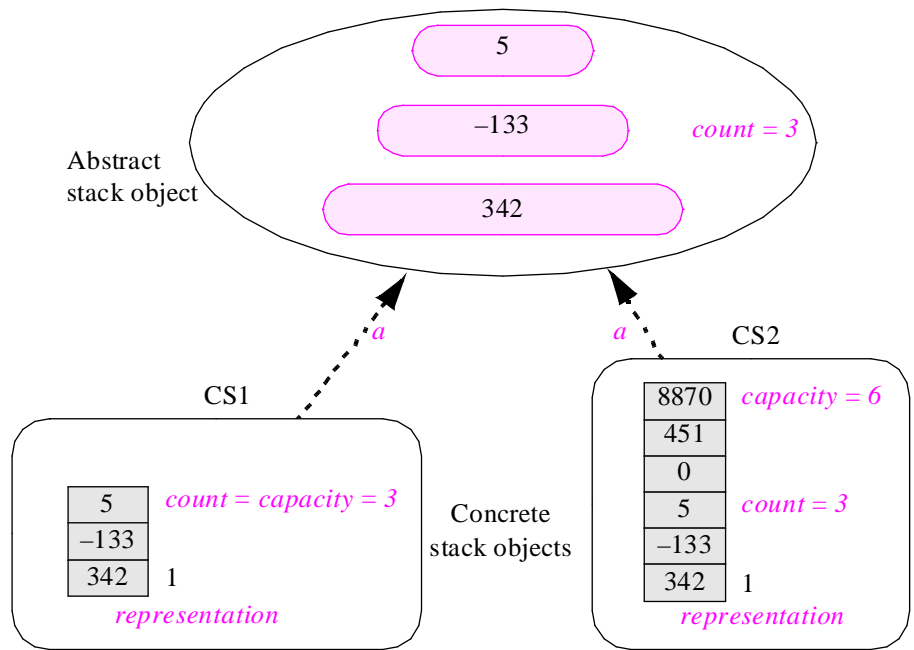 5
–133
count = 3
Abstract
stack object
342
a
a
CS2
CS1
8870
capacity = 6
451
0
5
count = capacity = 3
5
count = 3
–133
Concrete
stack objects
–133
342
1
342
1
representation
representation